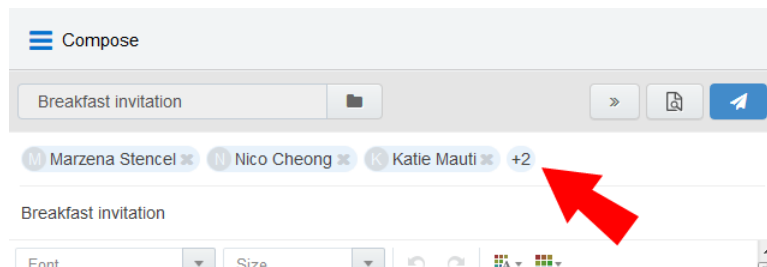 Compose
Breakfast invitation »
M Marzena Stencel × N Nico Cheong × K Katie Mauti × +2
Breakfast invitation
Font Size A